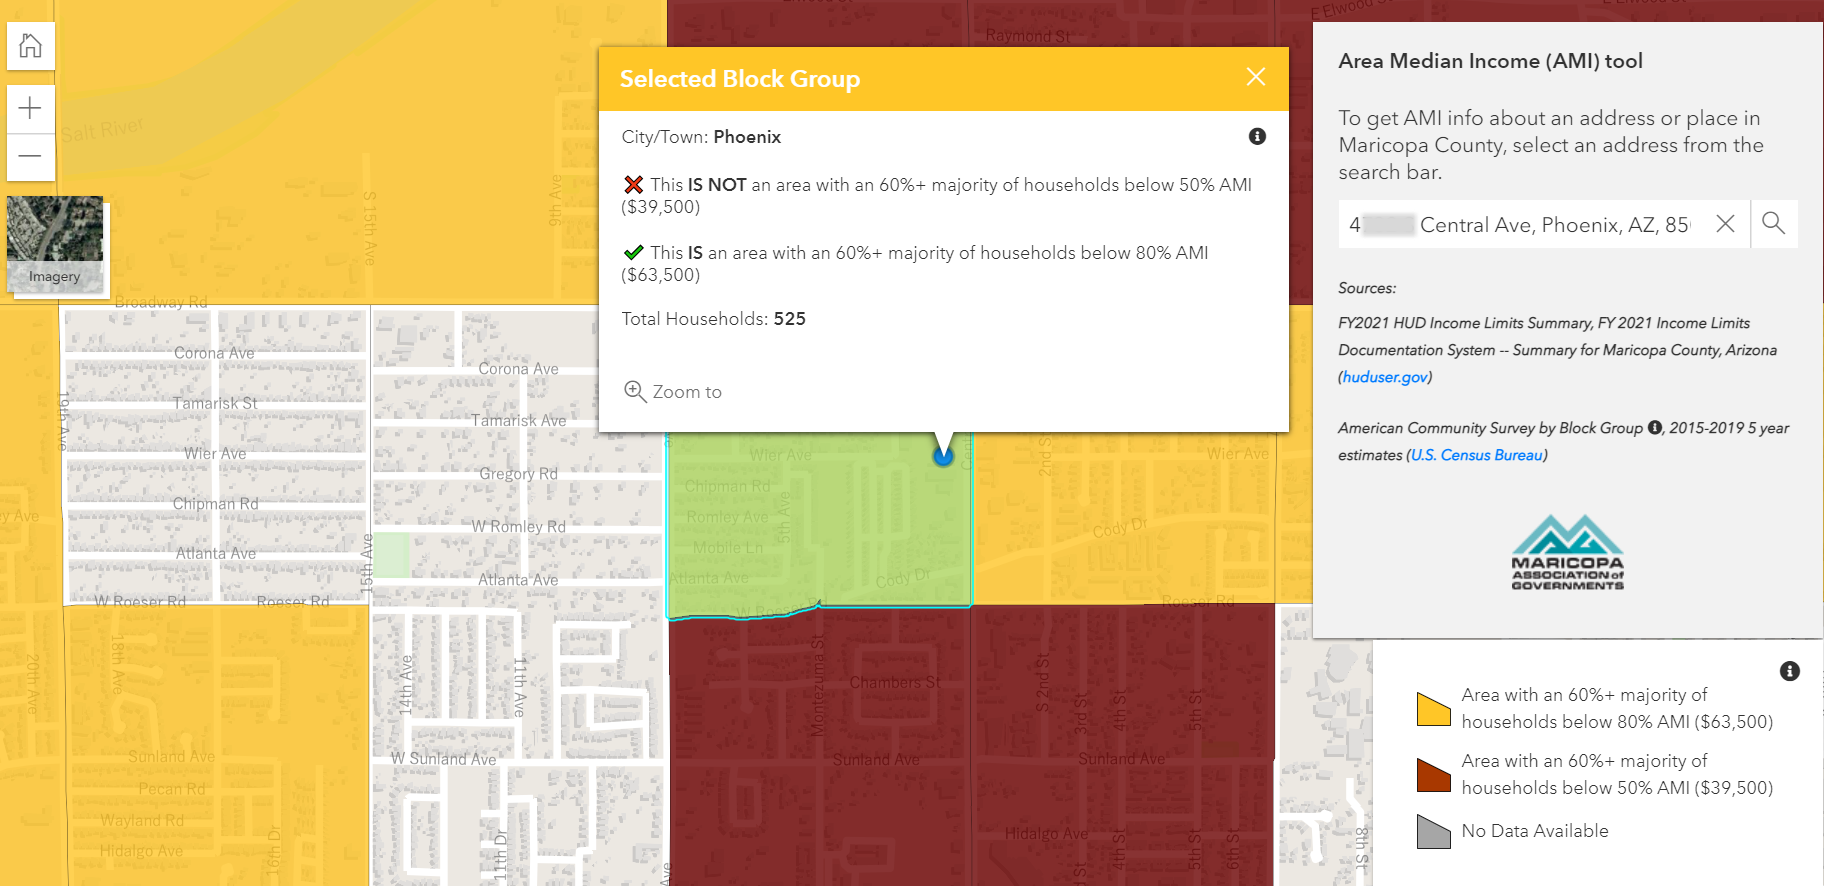 E Elwood St
E Elwood St
Raymond St
Salt River
S 15th Ave
9th Ave
Imagery
Selected Block Group
City/Town: Phoenix
This IS NOT an area with an 60%+ majority of households below 50% AMI
($39,500)
This IS an area with an 60%+ majority of households below 80% AMI
($63,500)
Total Households: 525
Zoom to
Area Median Income (AMI) tool
To get AMI info about an address or place in
Maricopa County, select an address from the
search bar.
4 Central Ave, Phoenix, AZ, 85
Sources:
FY2021 HUD Income Limits Summary, FY 2021 Income Limits
Documentation System -- Summary for Maricopa County, Arizona
(huduser.gov)
American Community Survey by Block Group , 2015-2019 5 year
estimates (U.S. Census Bureau)
MARICOPA
ASSOCIATION of
GOVERNMENTS
Area with an 60%+ majority of
households below 80% AMI ($63,500)
Area with an 60%+ majority of
households below 50% AMI ($39,500)
No Data Available
Broadway Rd
Corona Ave
Corona Ave
19th Ave
Tamarisk St
Tamarisk Ave
Wier Ave
Wier Ave
2nd St
Wier Ave
Gregory Rd
Chipman Rd
Chipman Rd
Romley Ave
5th Ave
W Romley Rd
Cody Dr
Atlanta Ave
15th Ave
Mobile Ln
Atlanta Ave
Atlanta Ave
Cody Dr
W Roeser Rd
Roeser Rd
Roeser Rd
20th Ave
18th Ave
14th Ave
11th Ave
Montezuma St
Chambers St
S 2nd St
3rd St
4th St
5th St
Sunland Ave
W Sunland Ave
Sunland Ave
Sunland Ave
Pecan Rd
Wayland Rd
Hidalgo Ave
16th Dr
11th Dr
Hidalgo Ave
4th St
5th St
6th St
8th St